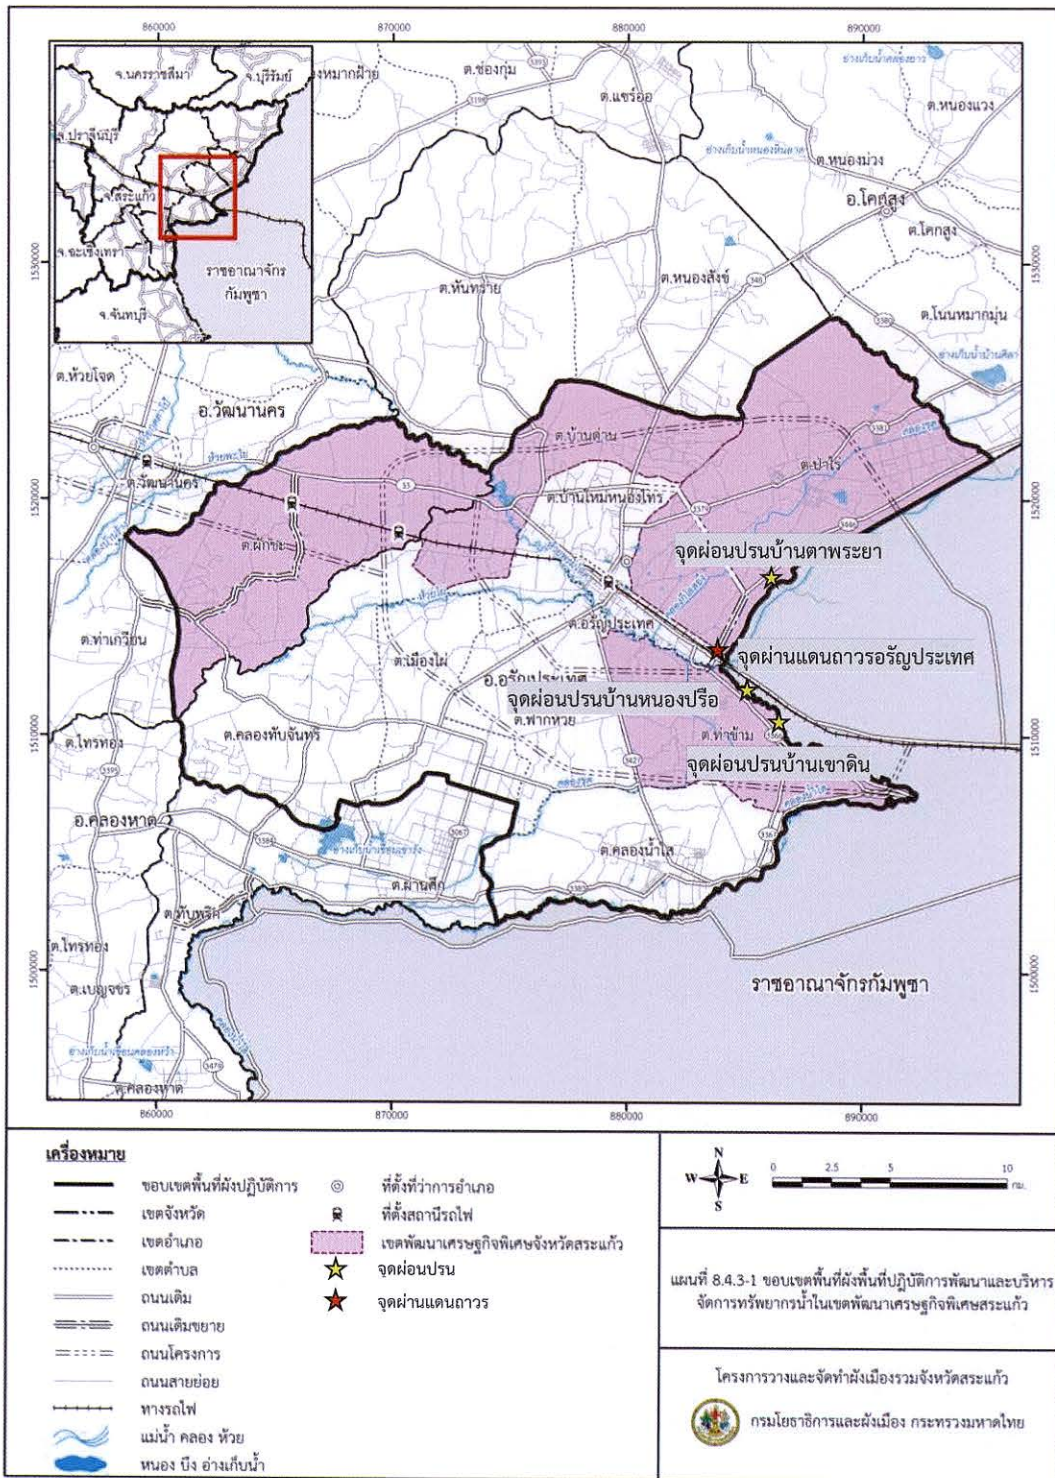 860000
870000
880000
890000
จ.นครราชสีมา
จ.บุรีรัมย์
จ.ปราจีนบุรี
จ.สระแก้ว
จ.ฉะเชิงเทรา
จ.จันทบุรี
ราชอาณาจักร
กัมพูชา
ต.ช่องกุ่ม
ต.แซร์ออ
ต.หนองแวง
ต.หนองม่วง
อ.โคกสูง
ต.โคกสูง
ต.หันทราย
ต.หนองสังข์
348
ต.โนนหมากมุ่น
1530000
1530000
ต.ห้วยโจด
อ.วัฒนานคร
ต.วัฒนานคร
ต.บ้านด่าน
ต.ป่าไร่
33
ต.บ้านใหม่หนองไทร
1520000
1520000
ต.ผักขะ
จุดผ่อนปรนบ้านตาพระยา
ต.อรัญประเทศ
ต.ท่าเกวียน
ต.เมืองไผ่
จุดผ่านแดนถาวรอรัญประเทศ
อ.อรัญประเทศ
จุดผ่อนปรนบ้านหนองปรือ
ต.ฟากห้วย
ต.คลองทับจันทร์
ต.ท่าข้าม
1510000
1510000
ต.ไทรทอง
3395
จุดผ่อนปรนบ้านเขาดิน
อ.คลองหาด
3067
3367
ต.คลองน้ำใส
ต.ผ่านศึก
3383
ต.ทับพริก
ต.ไทรทอง
ต.เบญจขร
1500000
1500000
ราชอาณาจักรกัมพูชา
ต.คลองหาด
860000
870000
880000
890000
เครื่องหมาย
ขอบเขตพื้นที่ผังปฏิบัติการ
เขตจังหวัด
เขตอำเภอ
เขตตำบล
ถนนเดิม
ถนนเดิมขยาย
ถนนโครงการ
ถนนสายย่อย
ทางรถไฟ
แม่น้ำ คลอง ห้วย
หนอง บึง อ่างเก็บน้ำ
ที่ตั้งที่ว่าการอำเภอ
ที่ตั้งสถานีรถไฟ
เขตพัฒนาเศรษฐกิจพิเศษจังหวัดสระแก้ว
จุดผ่อนปรน
จุดผ่านแดนถาวร
N
W E
S
0 2.5 5 10
กม.
แผนที่ 8.4.3-1 ขอบเขตพื้นที่ผังพื้นที่ปฏิบัติการพัฒนาและบริหาร
จัดการทรัพยากรน้ำในเขตพัฒนาเศรษฐกิจพิเศษสระแก้ว
โครงการวางและจัดทำผังเมืองรวมจังหวัดสระแก้ว
กรมโยธาธิการและผังเมือง กระทรวงมหาดไทย